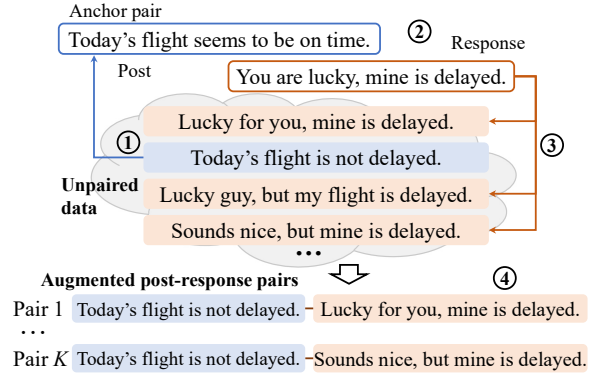 Anchor pair
Today's flight seems to be on time.
②
Response
Post
You are lucky, mine is delayed.
Lucky for you, mine is delayed.
①
Today's flight is not delayed.
③
Unpaired data
Lucky guy, but my flight is delayed.
Sounds nice, but mine is delayed.
•••
Augmented post-response pairs
④
Pair 1 Today's flight is not delayed. Lucky for you, mine is delayed.
•••
Pair K Today's flight is not delayed. Sounds nice, but mine is delayed.